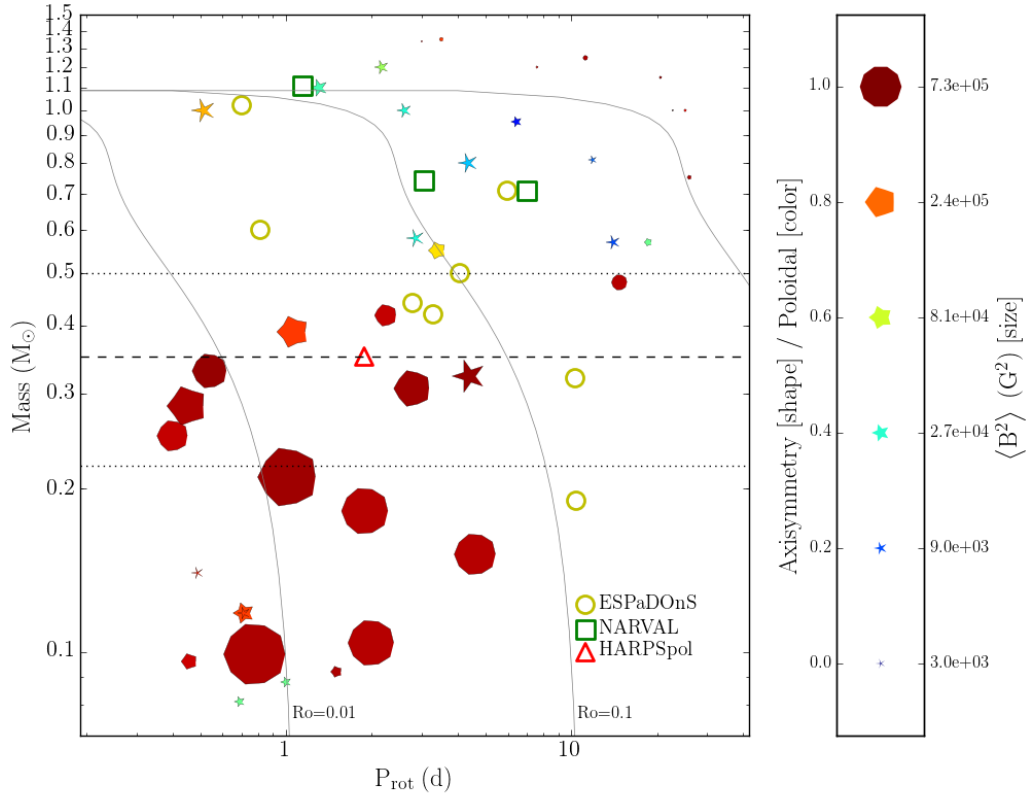 1.5
1.4
1.3
1.2
1.1
1.0
0.9
0.8
0.7
0.6
0.5
0.4
0.3
0.2
0.1
Mass (M☉)
1
10
P_rot (d)
Ro=0.01
Ro=0.1
ESPaDOnS
NARVAL
HARPSpol
Axisymmetry [shape] / Poloidal [color]
1.0
0.8
0.6
0.4
0.2
0.0
7.3e+05
2.4e+05
8.1e+04
2.7e+04
9.0e+03
3.0e+03
⟨B²⟩ (G²) [size]